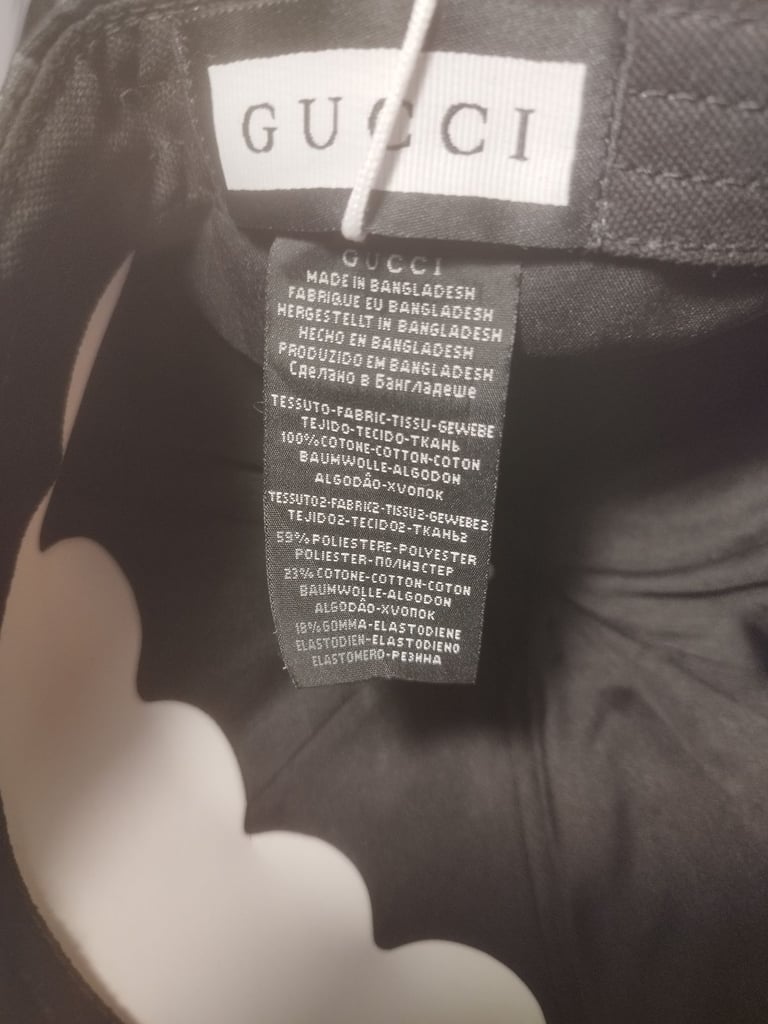 GUCCI
GUCCI
MADE IN BANGLADESH
FABRIQUE EU BANGLADESH
HERGESTELLT IN BANGLADESH
HECHO EN BANGLADESH
PRODUZIDO EM BANGLADESH
Сделано в Бангладеше
TESSUTO-FABRIC-TISSU-GEWEBE
TEJIDO-TECIDO-ТКАНЬ
100%COTONE-COTTON-COTON
BAUMWOLLE-ALGODON
ALGODÃO-XVОПОК
TESSUTO2-FABRIC2-TISSU2-GEWEBE2
TEJIDO2-TECIDO2-ТКАНЬ2
59%POLIESTERE-POLYESTER
POLIESTER-ПОЛИЭСТЕР
23%COTONE-COTTON-COTON
BAUMWOLLE-ALGODON
ALGODÃO-XVОПОК
18%GOMMA-ELASTODIENE
ELASTODIEN-ELASTODIENO
ELASTOMERO-РЕЗИНА